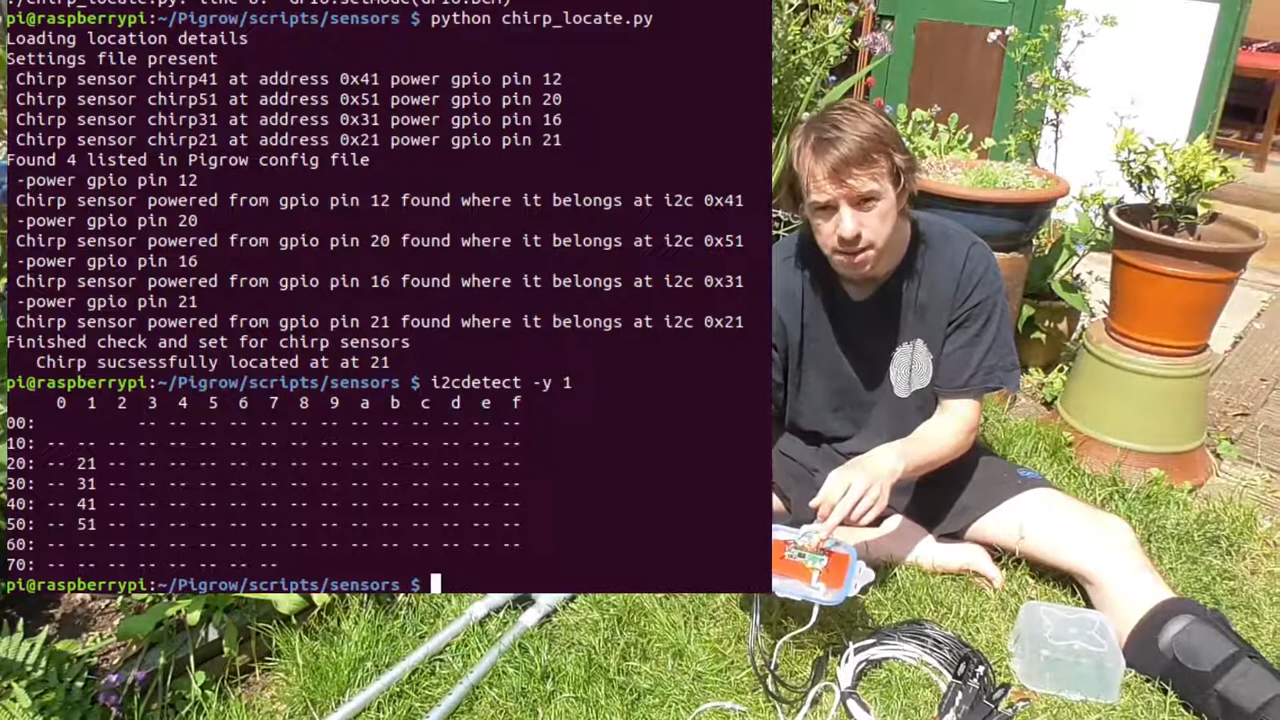 pi@raspberrypi:~/Pigrow/scripts/sensors $ python chirp_locate.py
Loading location details
Settings file present
Chirp sensor chirp41 at address 0x41 power gpio pin 12
Chirp sensor chirp51 at address 0x51 power gpio pin 20
Chirp sensor chirp31 at address 0x31 power gpio pin 16
Chirp sensor chirp21 at address 0x21 power gpio pin 21
Found 4 listed in Pigrow config file
-power gpio pin 12
Chirp sensor powered from gpio pin 12 found where it belongs at i2c 0x41
-power gpio pin 20
Chirp sensor powered from gpio pin 20 found where it belongs at i2c 0x51
-power gpio pin 16
Chirp sensor powered from gpio pin 16 found where it belongs at i2c 0x31
-power gpio pin 21
Chirp sensor powered from gpio pin 21 found where it belongs at i2c 0x21
Finished check and set for chirp sensors
Chirp sucsessfully located at at 21
pi@raspberrypi:~/Pigrow/scripts/sensors $ i2cdetect -y 1
0 1 2 3 4 5 6 7 8 9 a b c d e f
00: -- -- -- -- -- -- -- -- -- -- -- -- --
10: -- -- -- -- -- -- -- -- -- -- -- -- -- -- -- --
20: -- 21 -- -- -- -- -- -- -- -- -- -- -- -- -- --
30: -- 31 -- -- -- -- -- -- -- -- -- -- -- -- -- --
40: -- 41 -- -- -- -- -- -- -- -- -- -- -- -- -- --
50: -- 51 -- -- -- -- -- -- -- -- -- -- -- -- -- --
60: -- -- -- -- -- -- -- -- -- -- -- -- -- -- -- --
70: -- -- -- -- -- -- -- --
pi@raspberrypi:~/Pigrow/scripts/sensors $